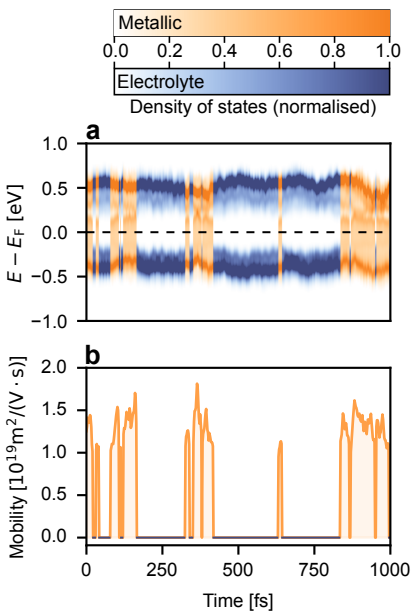 Metallic
0.0 0.2 0.4 0.6 0.8 1.0
Electrolyte
Density of states (normalised)
a
1.0
0.5
0.0
−0.5
−1.0
E − E_F [eV]
b
2.0
1.5
1.0
0.5
0.0
Mobility [10^19 m^2/(V · s)]
0 250 500 750 1000
Time [fs]